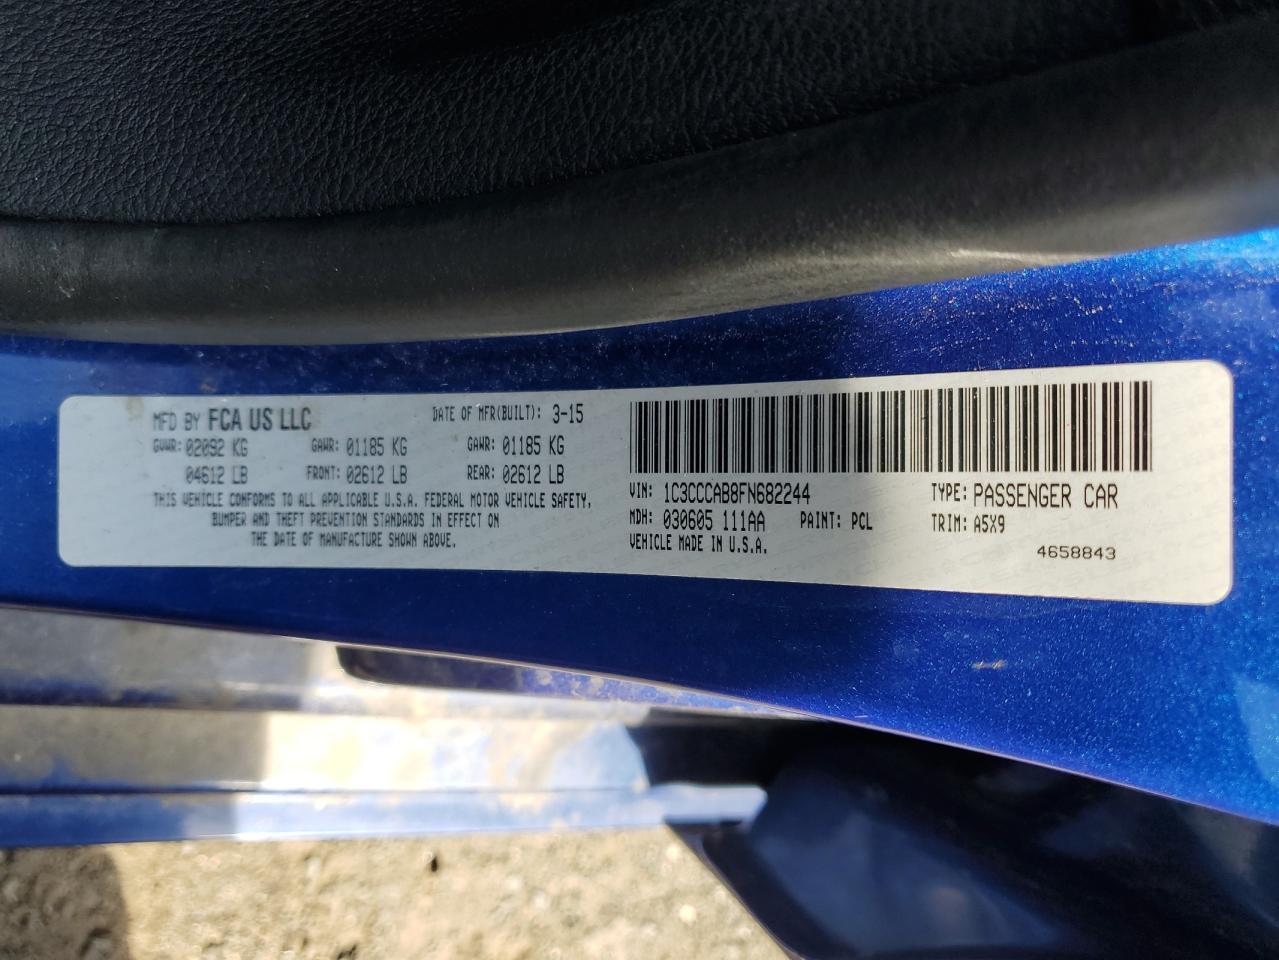 MFD BY FCA US LLC DATE OF MFR(BUILT): 3-15
GVWR: 02092 KG GAWR: 01185 KG GAWR: 01185 KG
04612 LB FRONT: 02612 LB REAR: 02612 LB
THIS VEHICLE CONFORMS TO ALL APPLICABLE U.S.A. FEDERAL MOTOR VEHICLE SAFETY,
BUMPER AND THEFT PREVENTION STANDARDS IN EFFECT ON
THE DATE OF MANUFACTURE SHOWN ABOVE.
VIN: 1C3CCCAB8FN682244 TYPE: PASSENGER CAR
MDH: 030605 111AA PAINT: PCL TRIM: A5X9
VEHICLE MADE IN U.S.A.
4658843